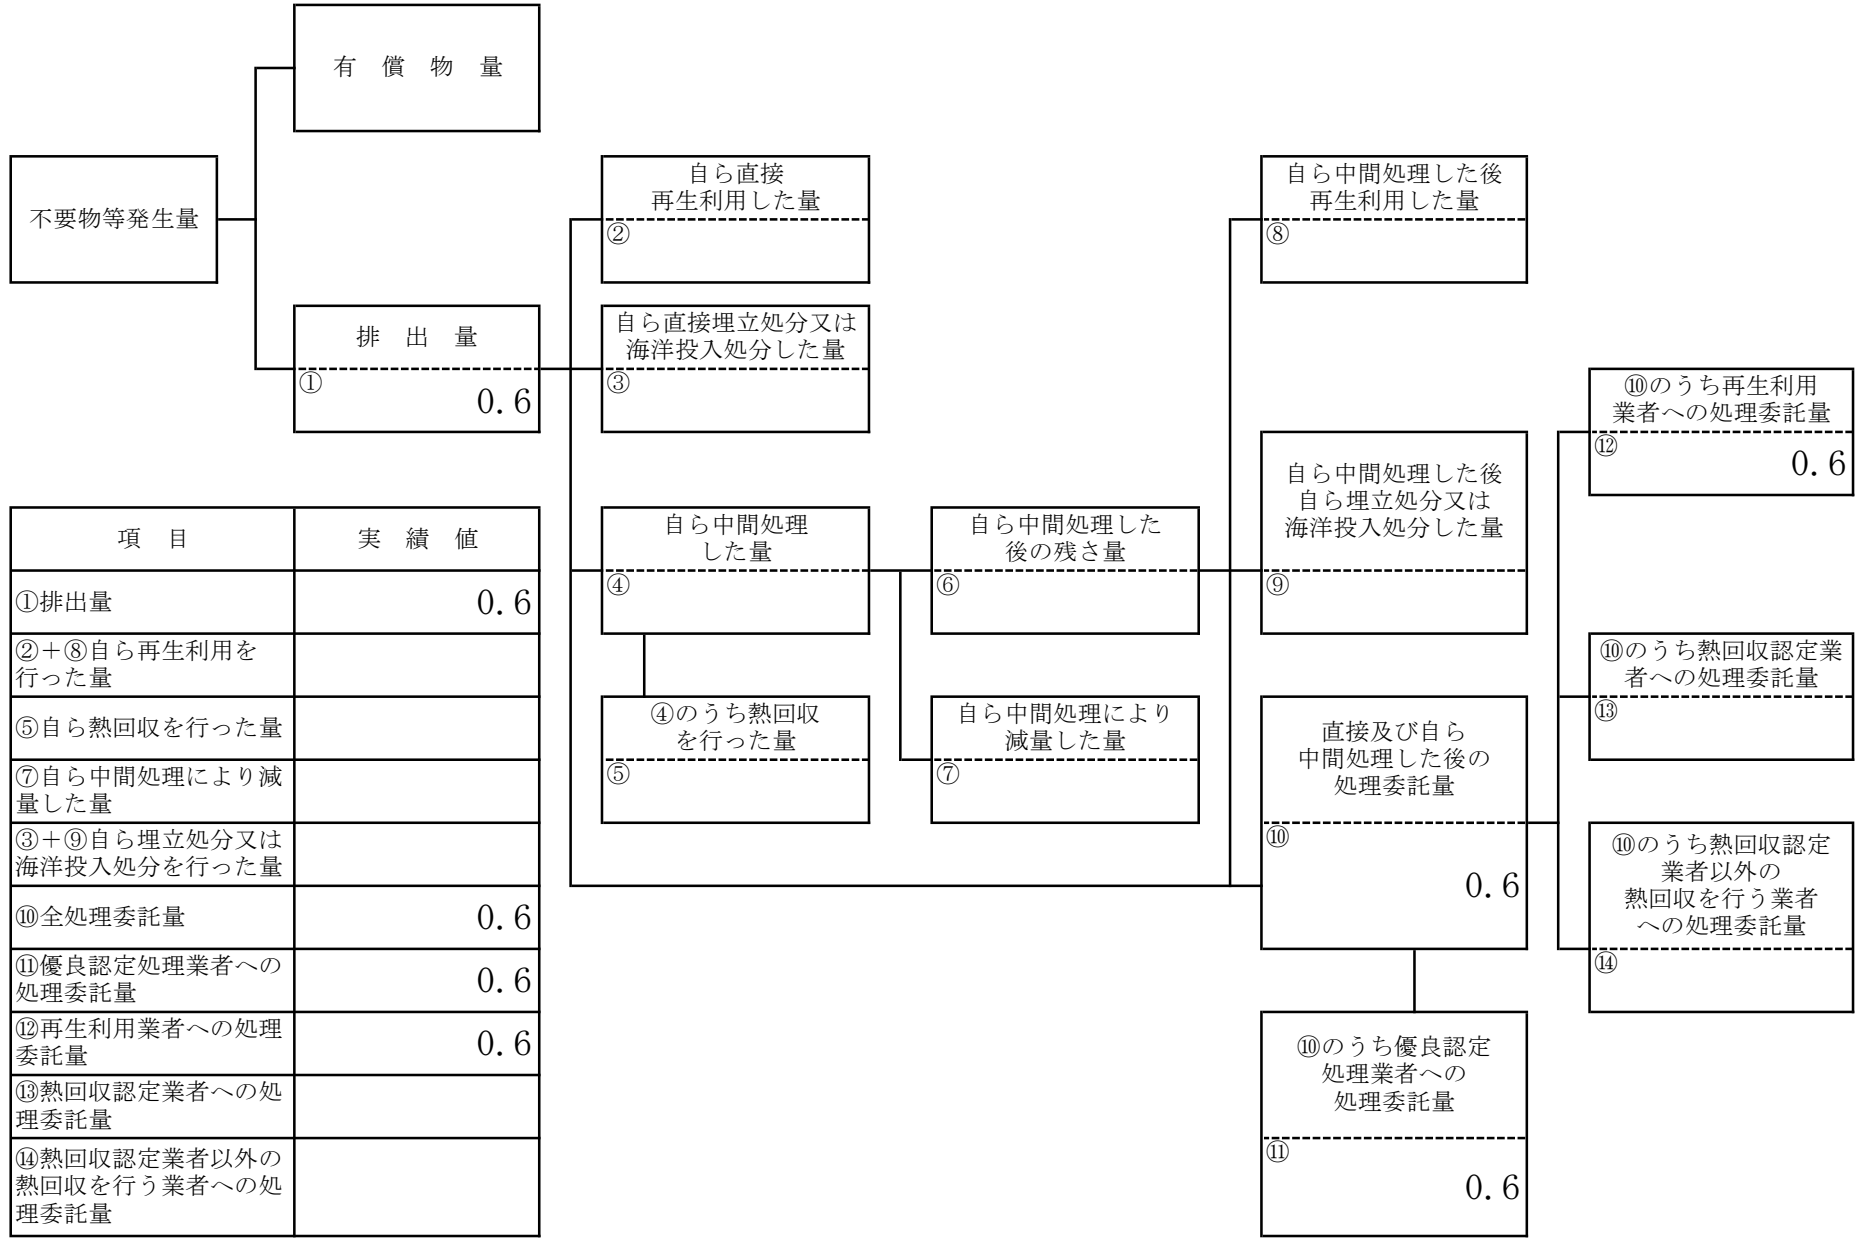 有　償　物　量
不要物等発生量
排　出　量
①
0.6
自ら直接
再生利用した量
②
自ら直接埋立処分又は
海洋投入処分した量
③
自ら中間処理
した量
④
④のうち熱回収
を行った量
⑤
自ら中間処理した
後の残さ量
⑥
自ら中間処理により
減量した量
⑦
自ら中間処理した後
再生利用した量
⑧
自ら中間処理した後
自ら埋立処分又は
海洋投入処分した量
⑨
直接及び自ら
中間処理した後の
処理委託量
⑩
0.6
⑩のうち優良認定
処理業者への
処理委託量
⑪
0.6
⑩のうち再生利用
業者への処理委託量
⑫
0.6
⑩のうち熱回収認定業
者への処理委託量
⑬
⑩のうち熱回収認定
業者以外の
熱回収を行う業者
への処理委託量
⑭
項　目　実　績　値
①排出量　0.6
②＋⑧自ら再生利用を
行った量
⑤自ら熱回収を行った量
⑦自ら中間処理により減
量した量
③＋⑨自ら埋立処分又は
海洋投入処分を行った量
⑩全処理委託量　0.6
⑪優良認定処理業者への
処理委託量　0.6
⑫再生利用業者への処理
委託量　0.6
⑬熱回収認定業者への処
理委託量
⑭熱回収認定業者以外の
熱回収を行う業者への処
理委託量